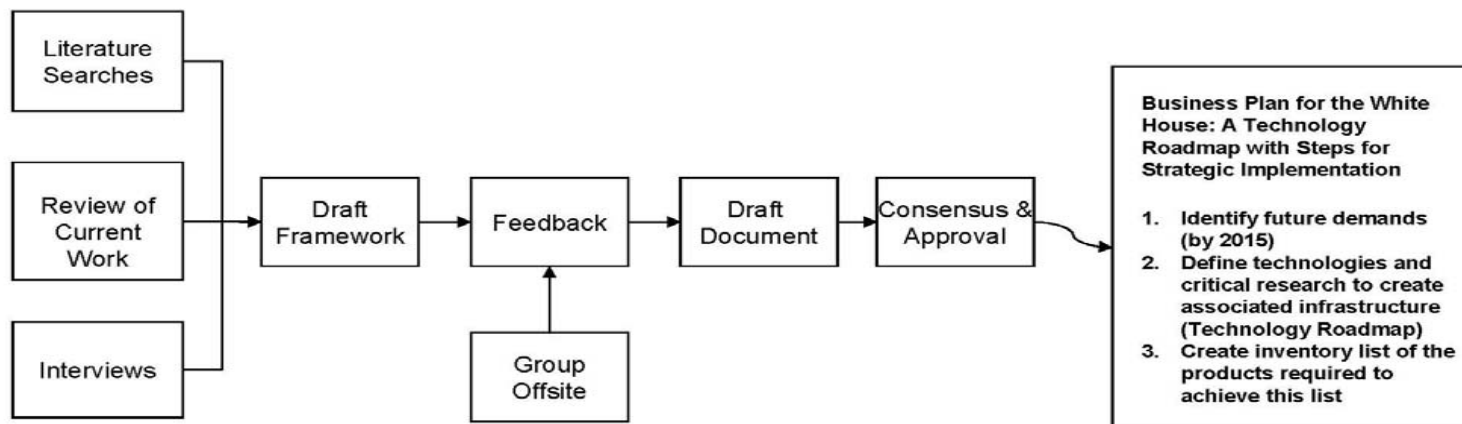 Literature
Searches
Review of
Current
Work
Interviews
Draft
Framework
Feedback
Group
Offsite
Draft
Document
Consensus &
Approval
Business Plan for the White
House: A Technology
Roadmap with Steps for
Strategic Implementation
1. Identify future demands
(by 2015)
2. Define technologies and
critical research to create
associated infrastructure
(Technology Roadmap)
3. Create inventory list of the
products required to
achieve this list